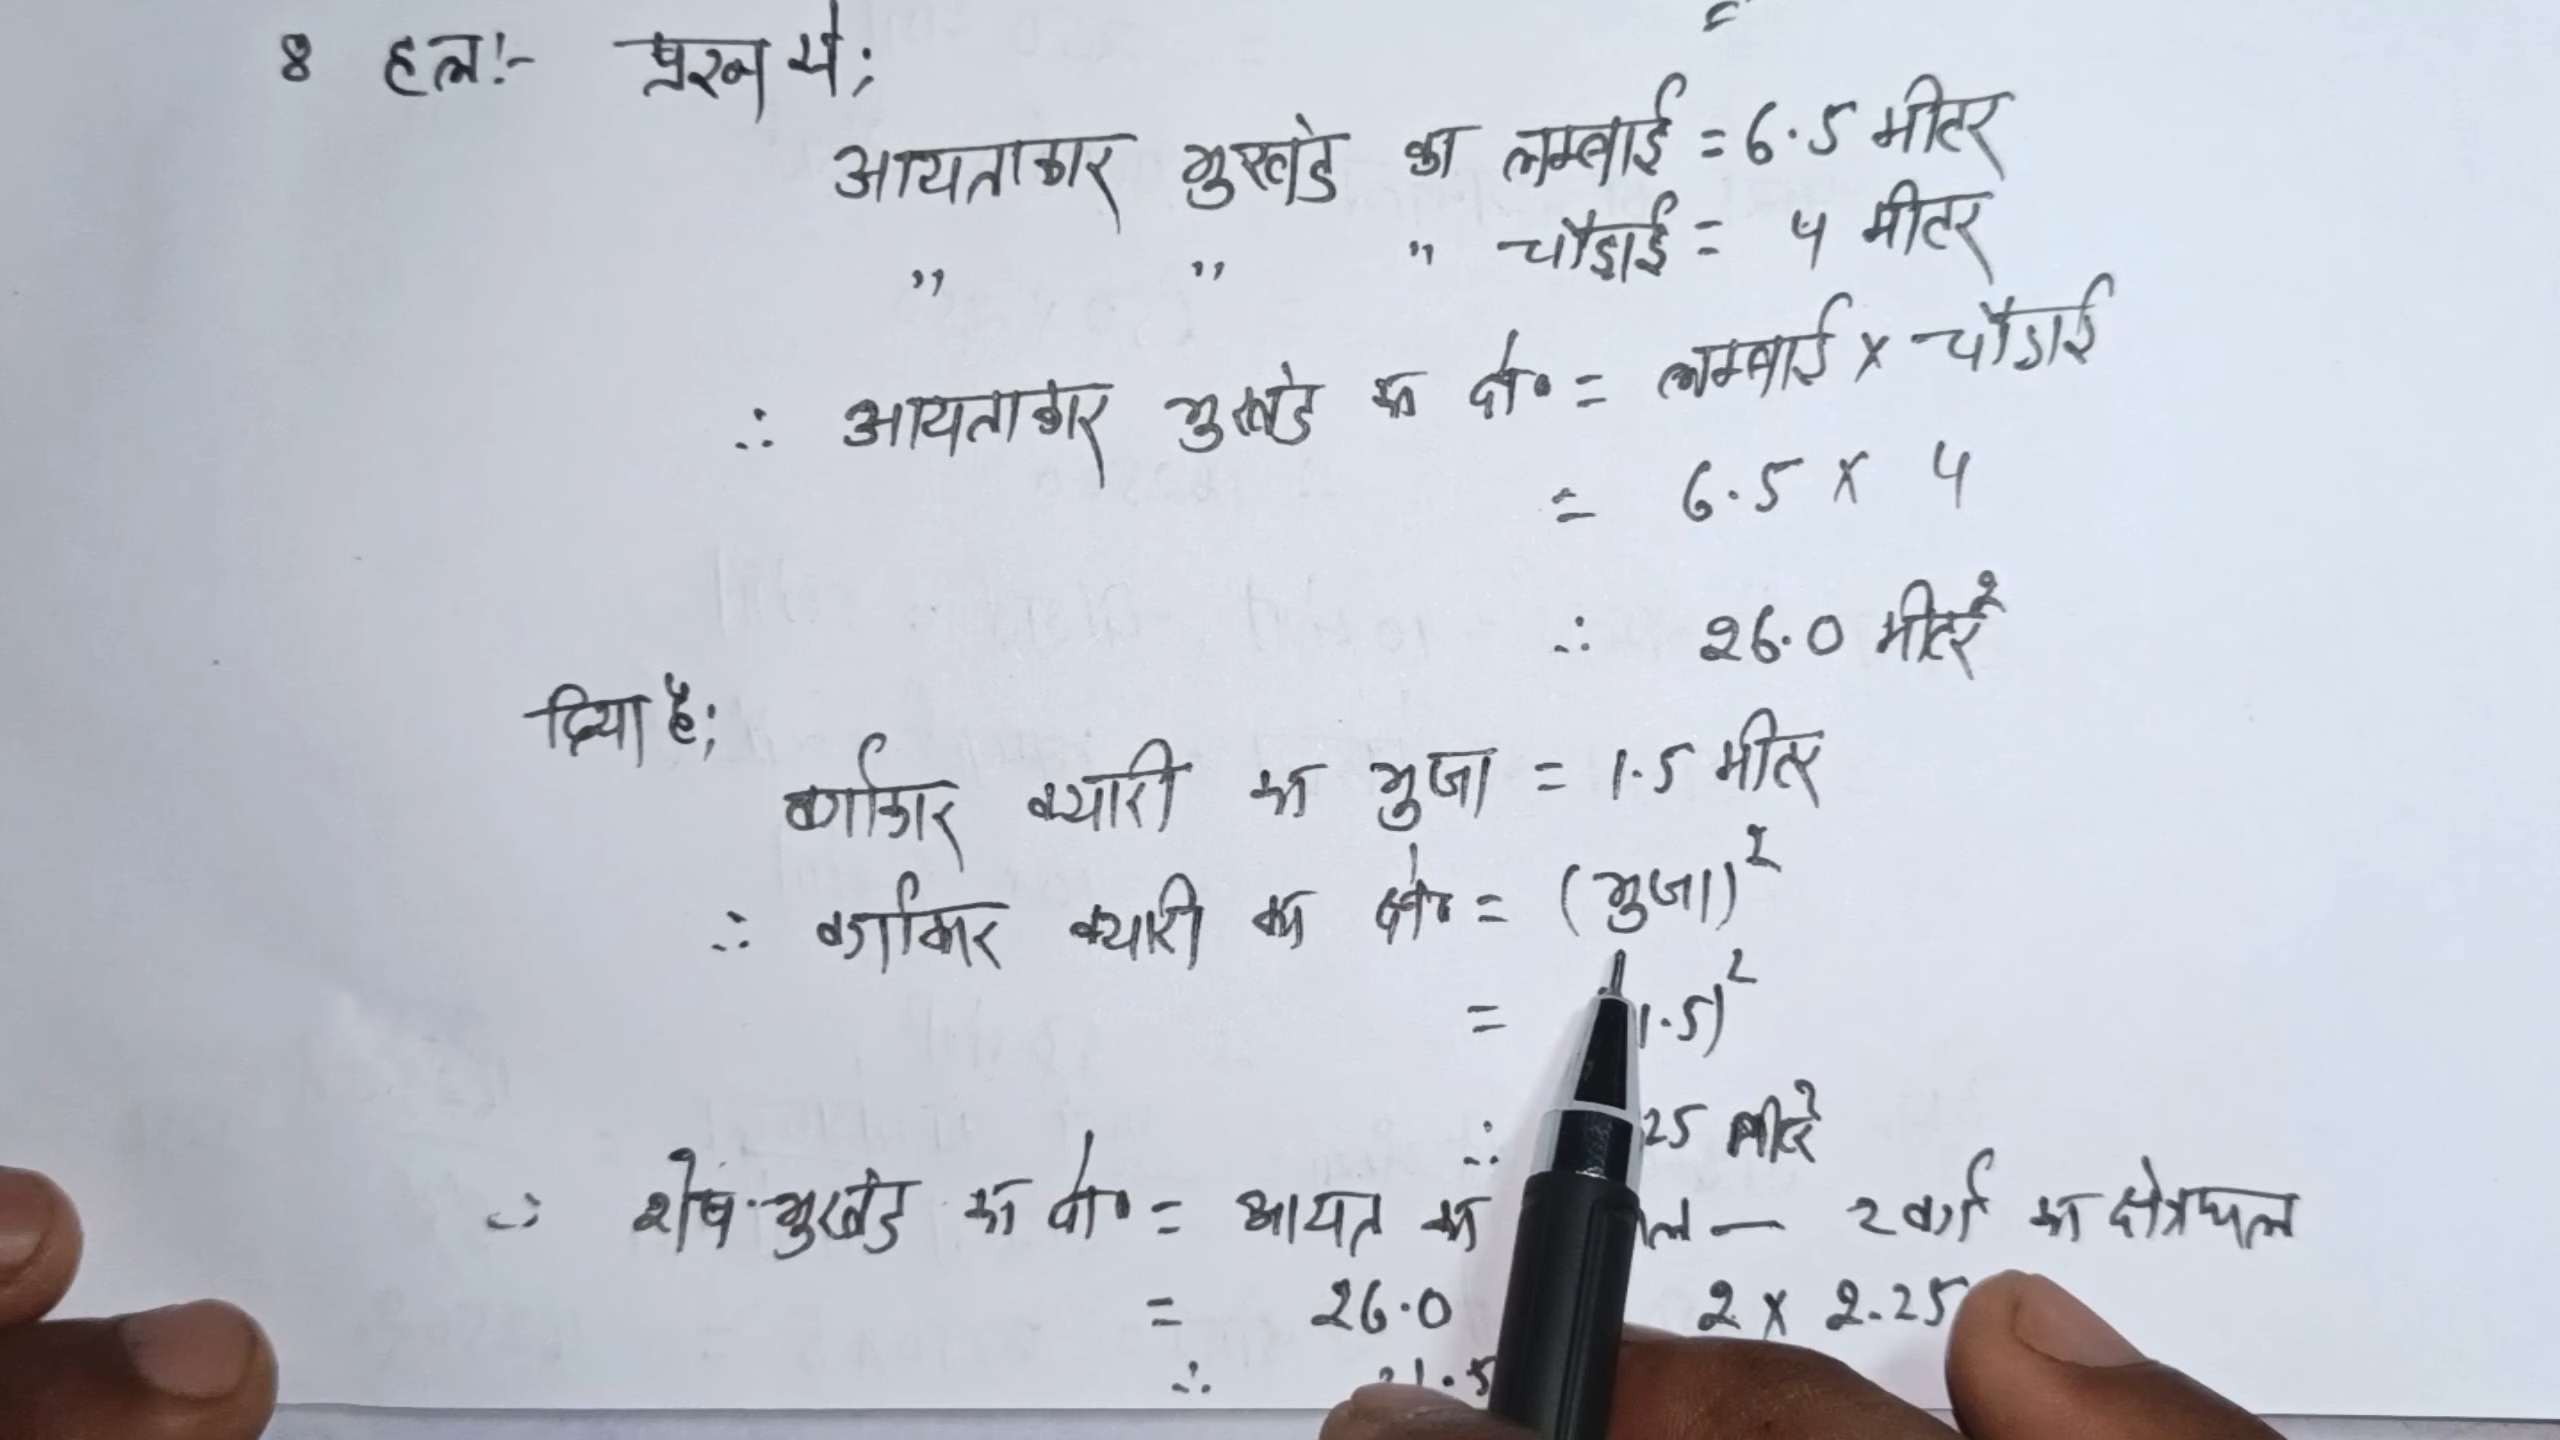 8 हल:- प्रश्न में;
आयताकार भुखंड का लम्बाई = 6.5 मीटर
" " " चौड़ाई = 4 मीटर
∴ आयताकार भुखंड का क्षे० = लम्बाई × चौड़ाई
= 6.5 × 4
∴ 26.0 मीटर²
दिया है;
वर्गाकार क्यारी का भुजा = 1.5 मीटर
∴ वर्गाकार क्यारी का क्षे० = (भुजा)²
= 1.5)²
∴ 25 मीटर²
∴ शेष भुखंड का क्षे० = आयत का ल — 2 वर्ग का क्षेत्रफल
= 26.0 2 × 2.25
∴ 21.5